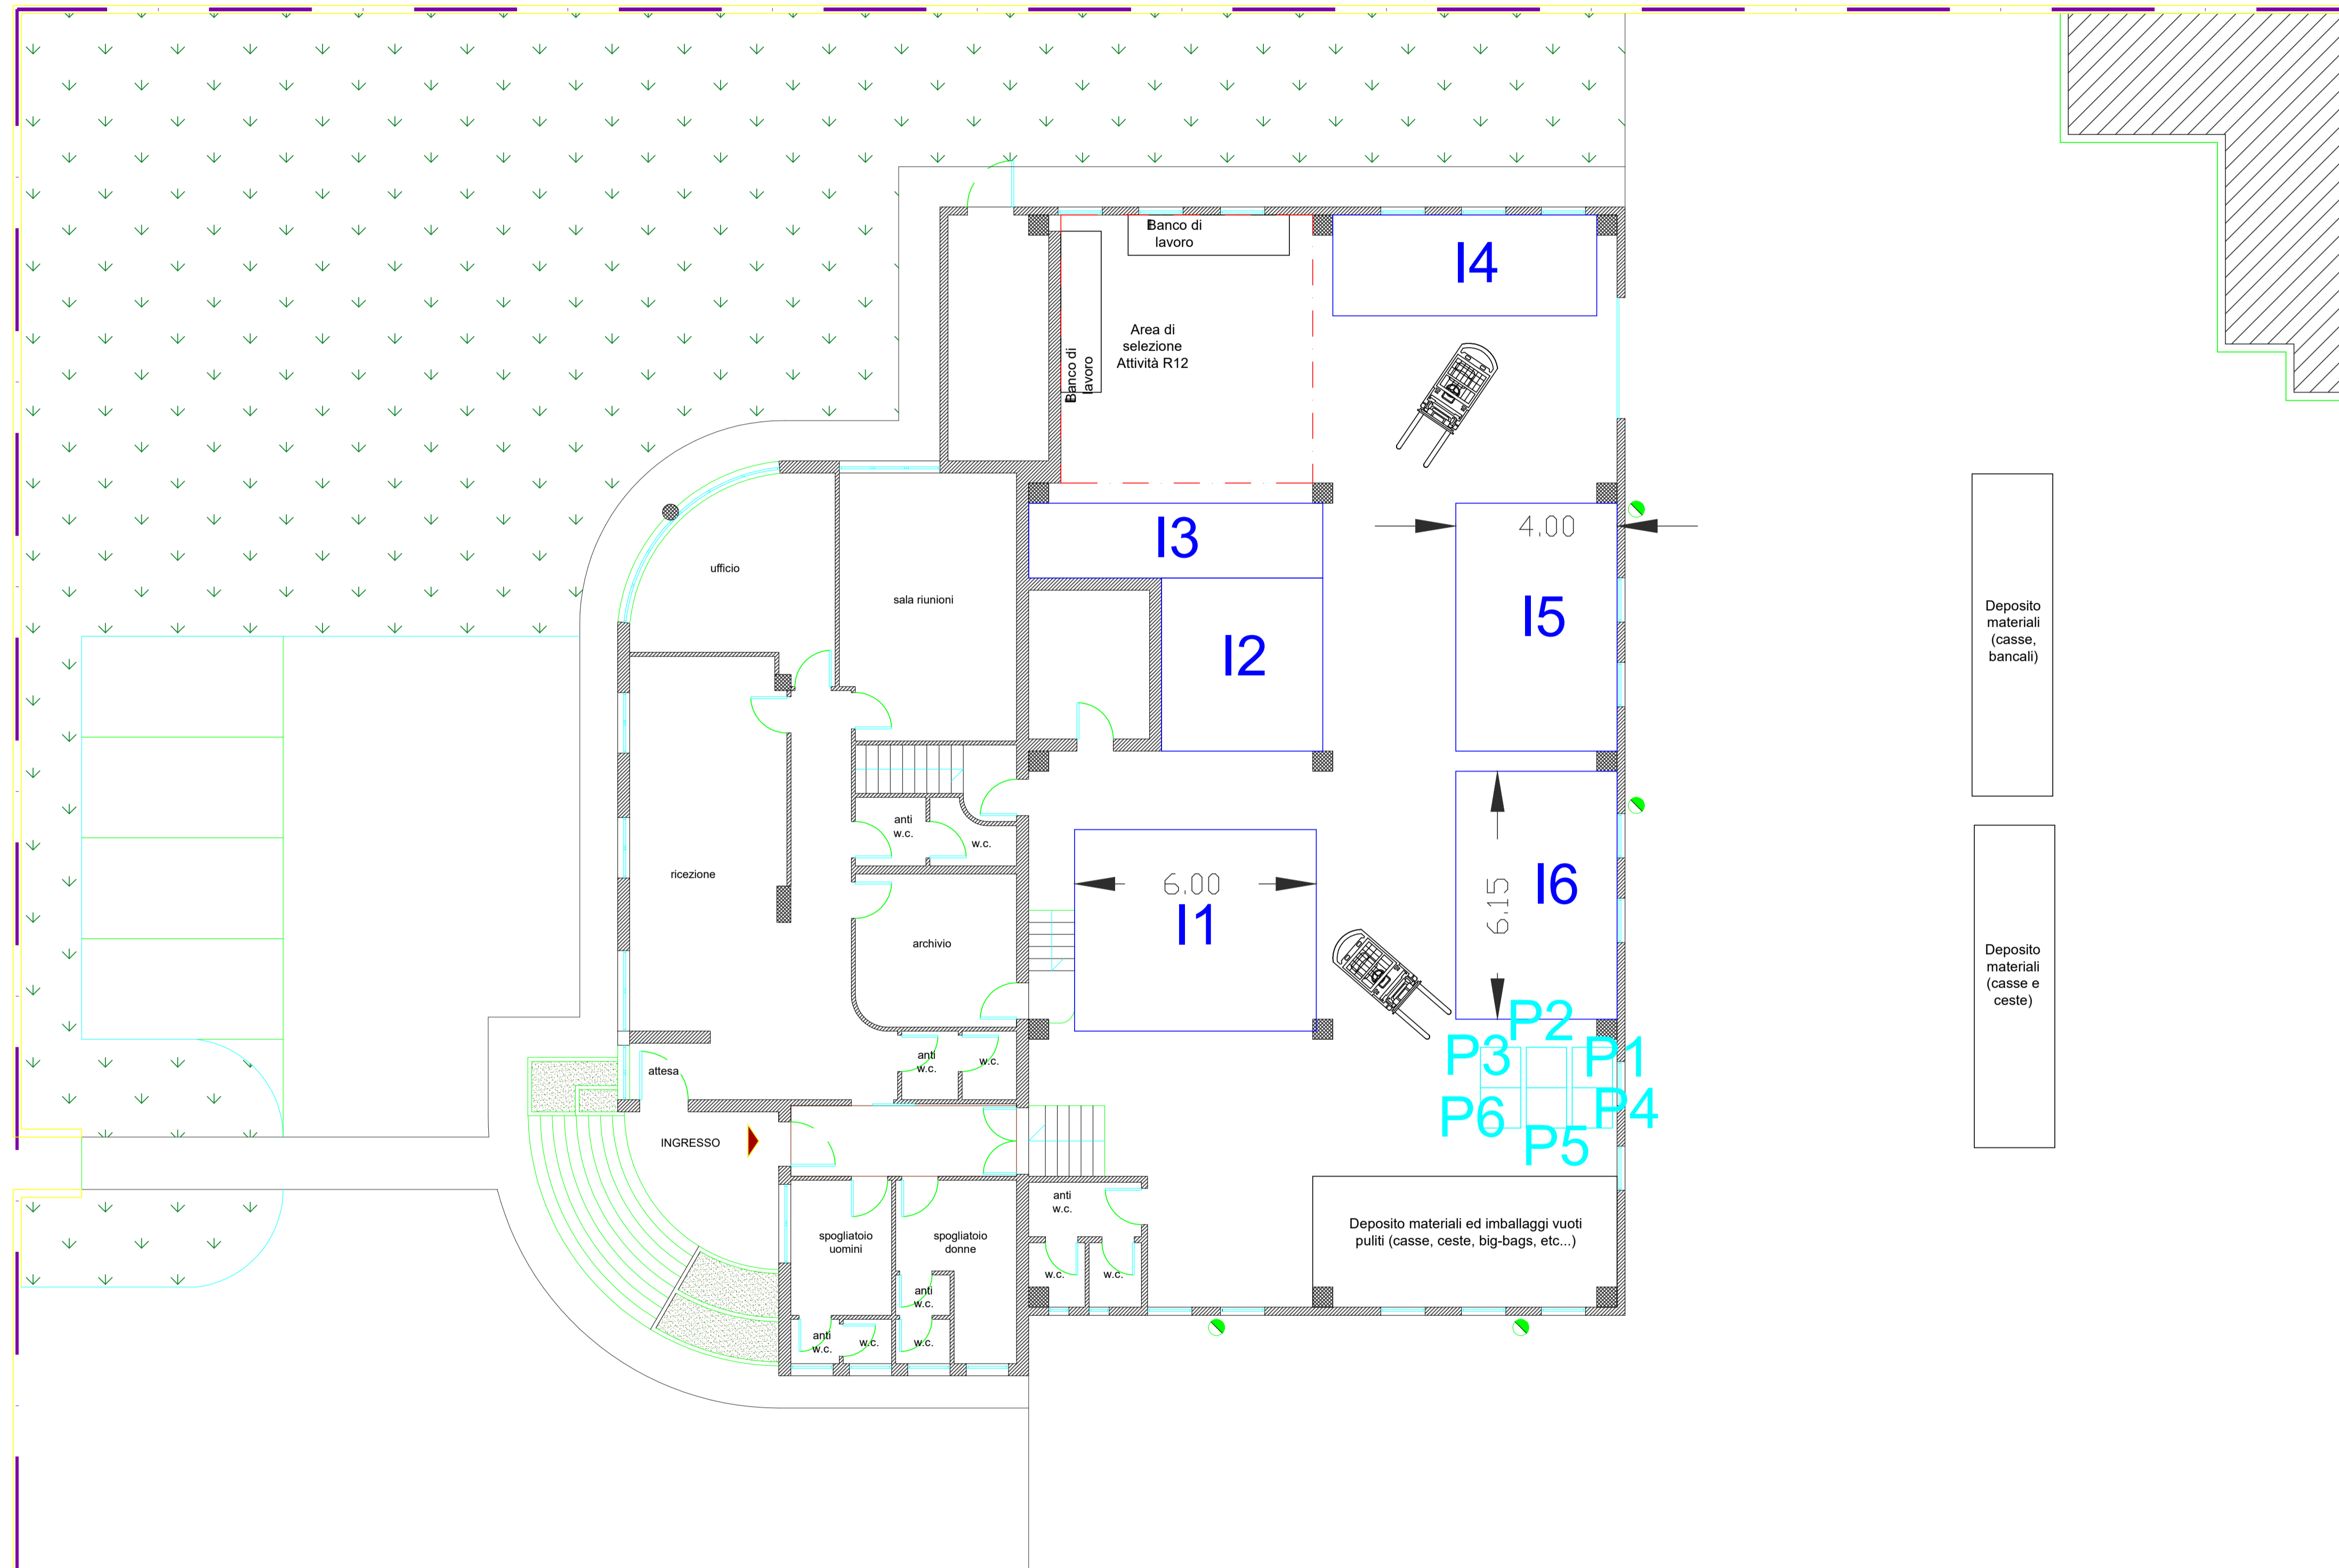 Banco di
lavoro
I4
Area di
selezione
Attività R12
Banco di
lavoro
I3
4.00
ufficio
sala riunioni
I2
I5
Deposito
materiali
(casse,
bancali)
anti
w.c.
w.c.
ricezione
6.00
I1
6.15
I6
archivio
Deposito
materiali
(casse e
ceste)
P2
P3
P1
anti
w.c.
w.c.
attesa
P6
P4
P5
INGRESSO
anti
w.c.
spogliatoio
uomini
spogliatoio
donne
Deposito materiali ed imballaggi vuoti
puliti (casse, ceste, big-bags, etc...)
w.c.
w.c.
anti
w.c.
anti
w.c.
w.c.
w.c.